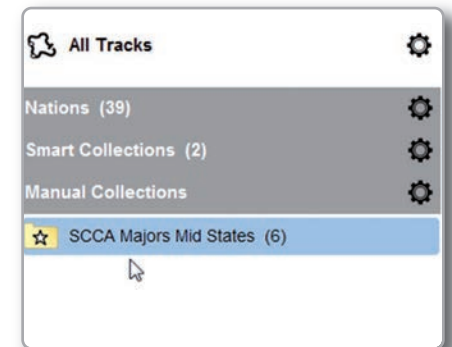 All Tracks
Nations (39)
Smart Collections (2)
Manual Collections
SCCA Majors Mid States (6)